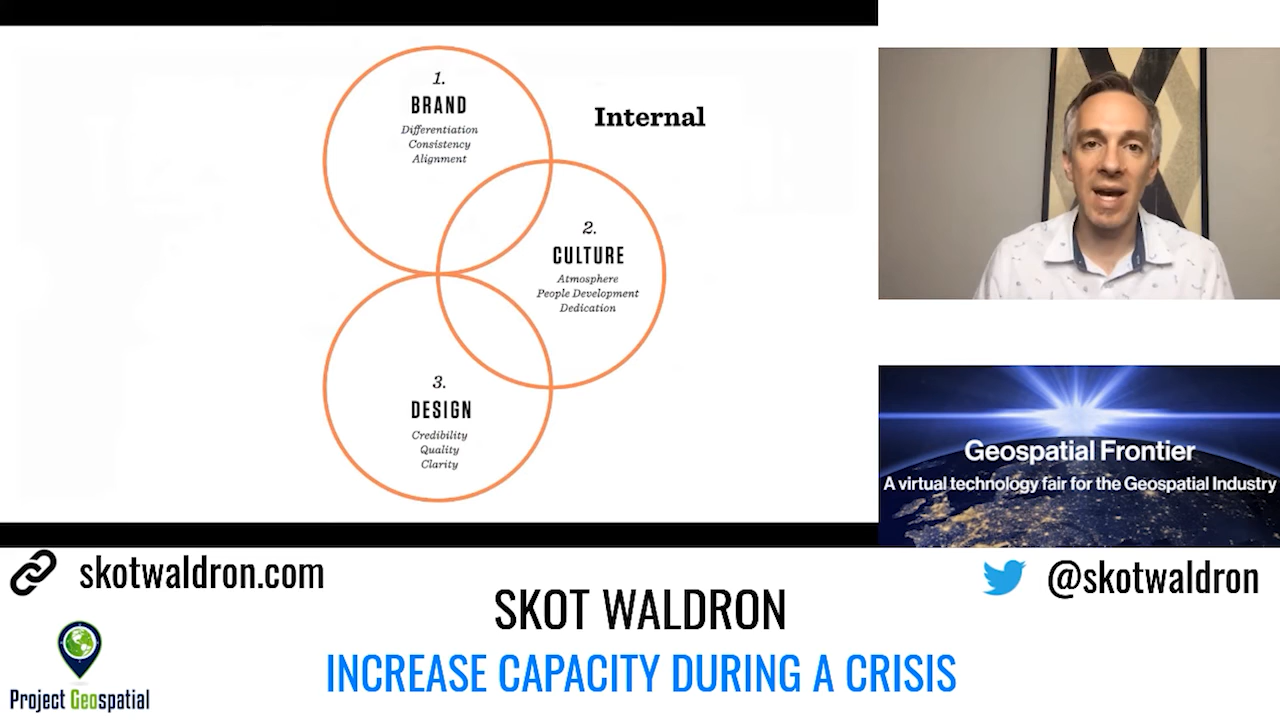 1.
BRAND
Differentiation
Consistency
Alignment
Internal
2.
CULTURE
Atmosphere
People Development
Dedication
3.
DESIGN
Credibility
Quality
Clarity
Geospatial Frontier
A virtual technology fair for the Geospatial Industry
skotwaldron.com
@skotwaldron
SKOT WALDRON
INCREASE CAPACITY DURING A CRISIS
Project Geospatial